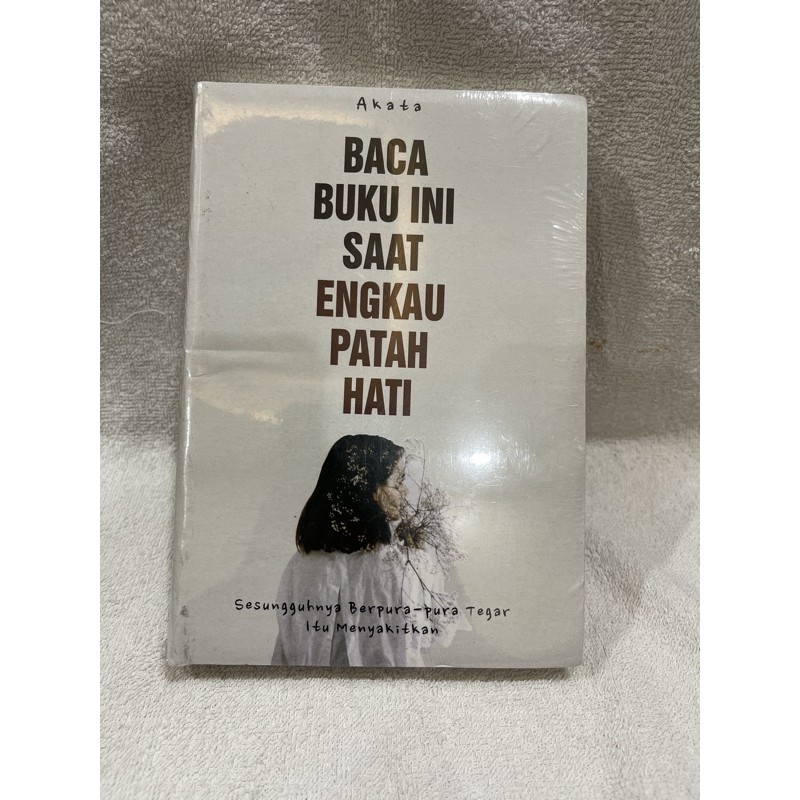 Akata
BACA
BUKU INI
SAAT
ENGKAU
PATAH
HATI
Sesungguhnya Berpura-pura Tegar
Itu Menyakitkan